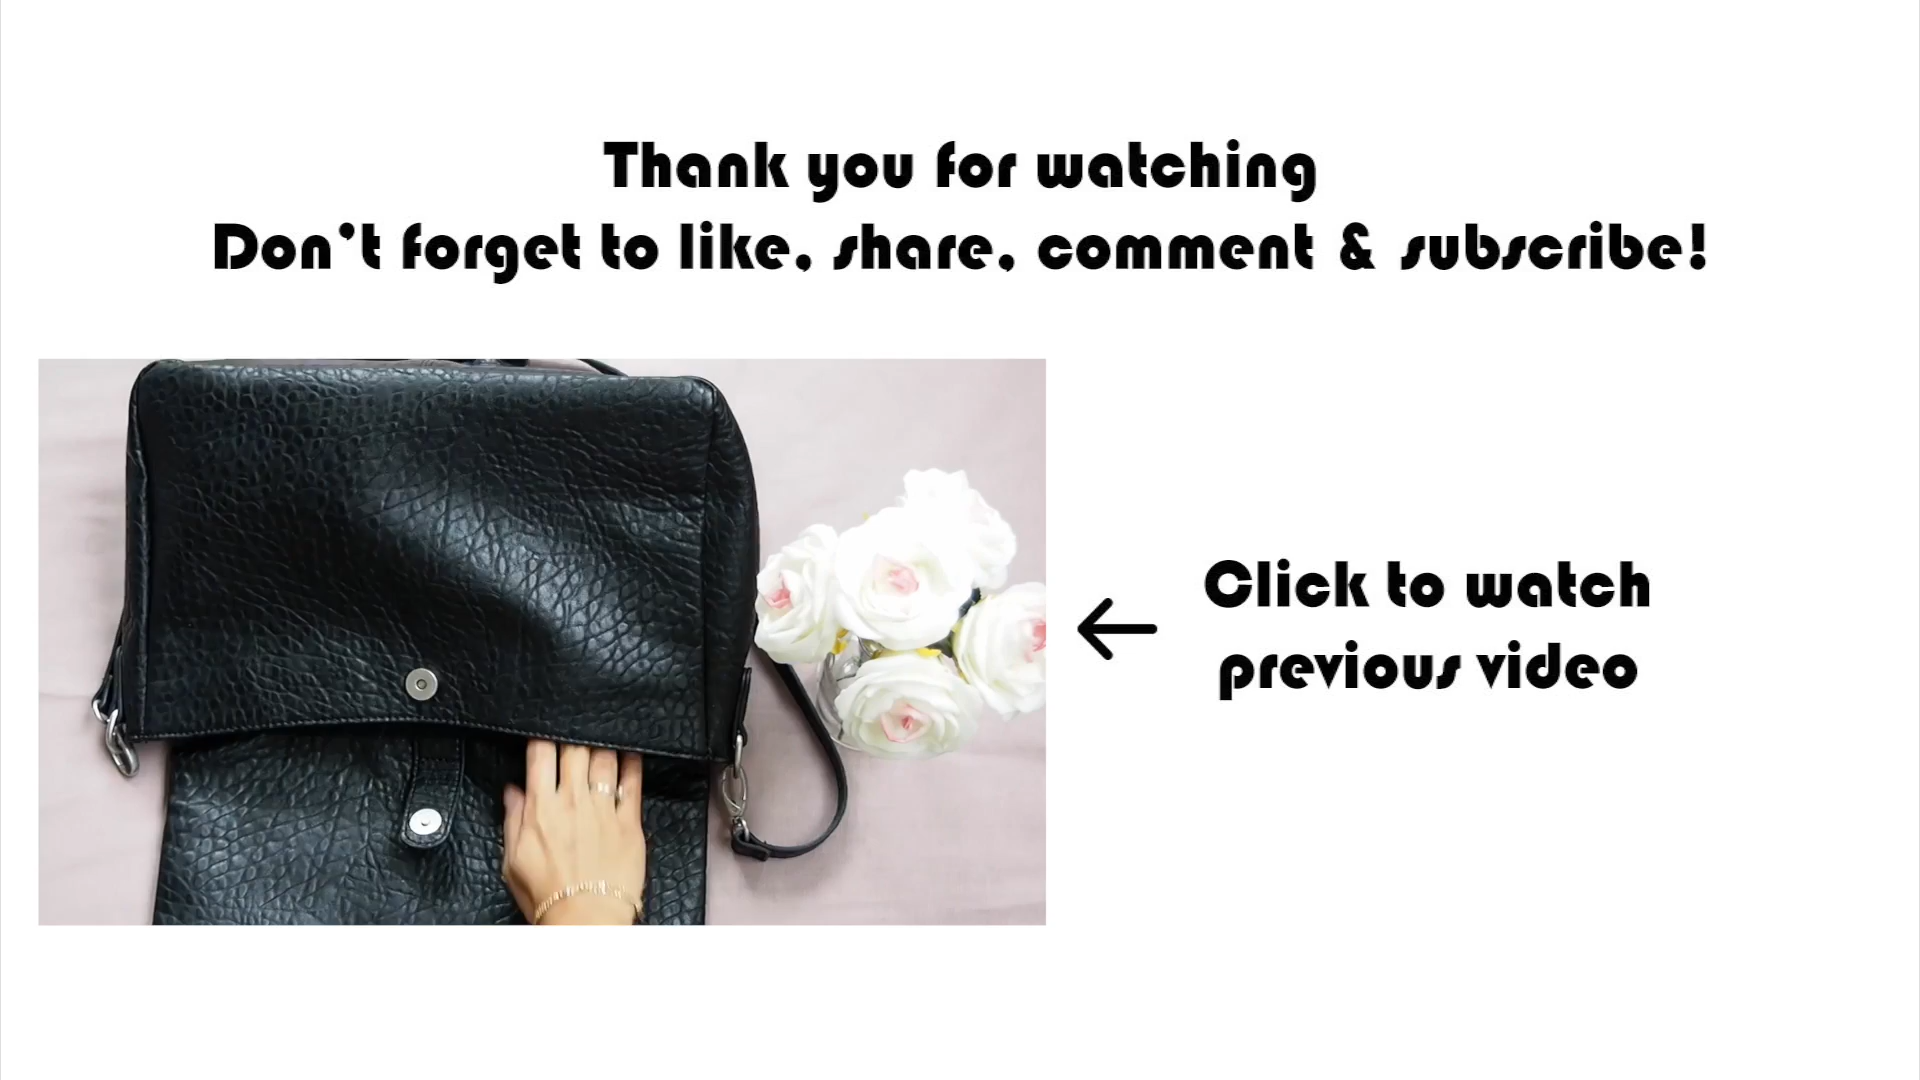 Thank you for watching
Don't forget to like, share, comment & subscribe!
Click to watch
previous video